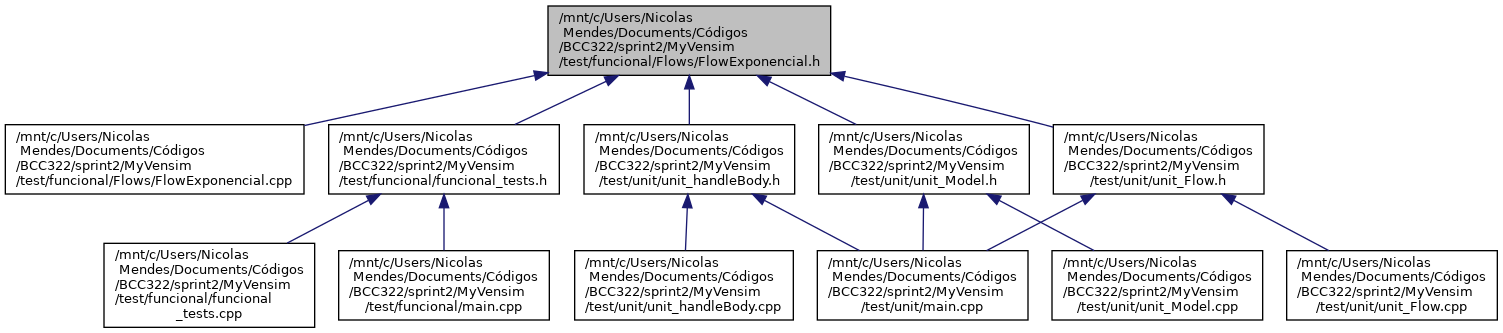 /mnt/c/Users/Nicolas
Mendes/Documents/Códigos
/BCC322/sprint2/MyVensim
/test/funcional/Flows/FlowExponencial.h
/mnt/c/Users/Nicolas
Mendes/Documents/Códigos
/BCC322/sprint2/MyVensim
/test/funcional/Flows/FlowExponencial.cpp
/mnt/c/Users/Nicolas
Mendes/Documents/Códigos
/BCC322/sprint2/MyVensim
/test/funcional/funcional_tests.h
/mnt/c/Users/Nicolas
Mendes/Documents/Códigos
/BCC322/sprint2/MyVensim
/test/unit/unit_handleBody.h
/mnt/c/Users/Nicolas
Mendes/Documents/Códigos
/BCC322/sprint2/MyVensim
/test/unit/unit_Model.h
/mnt/c/Users/Nicolas
Mendes/Documents/Códigos
/BCC322/sprint2/MyVensim
/test/unit/unit_Flow.h
/mnt/c/Users/Nicolas
Mendes/Documents/Códigos
/BCC322/sprint2/MyVensim
/test/funcional/funcional
_tests.cpp
/mnt/c/Users/Nicolas
Mendes/Documents/Códigos
/BCC322/sprint2/MyVensim
/test/funcional/main.cpp
/mnt/c/Users/Nicolas
Mendes/Documents/Códigos
/BCC322/sprint2/MyVensim
/test/unit/unit_handleBody.cpp
/mnt/c/Users/Nicolas
Mendes/Documents/Códigos
/BCC322/sprint2/MyVensim
/test/unit/main.cpp
/mnt/c/Users/Nicolas
Mendes/Documents/Códigos
/BCC322/sprint2/MyVensim
/test/unit/unit_Model.cpp
/mnt/c/Users/Nicolas
Mendes/Documents/Códigos
/BCC322/sprint2/MyVensim
/test/unit/unit_Flow.cpp